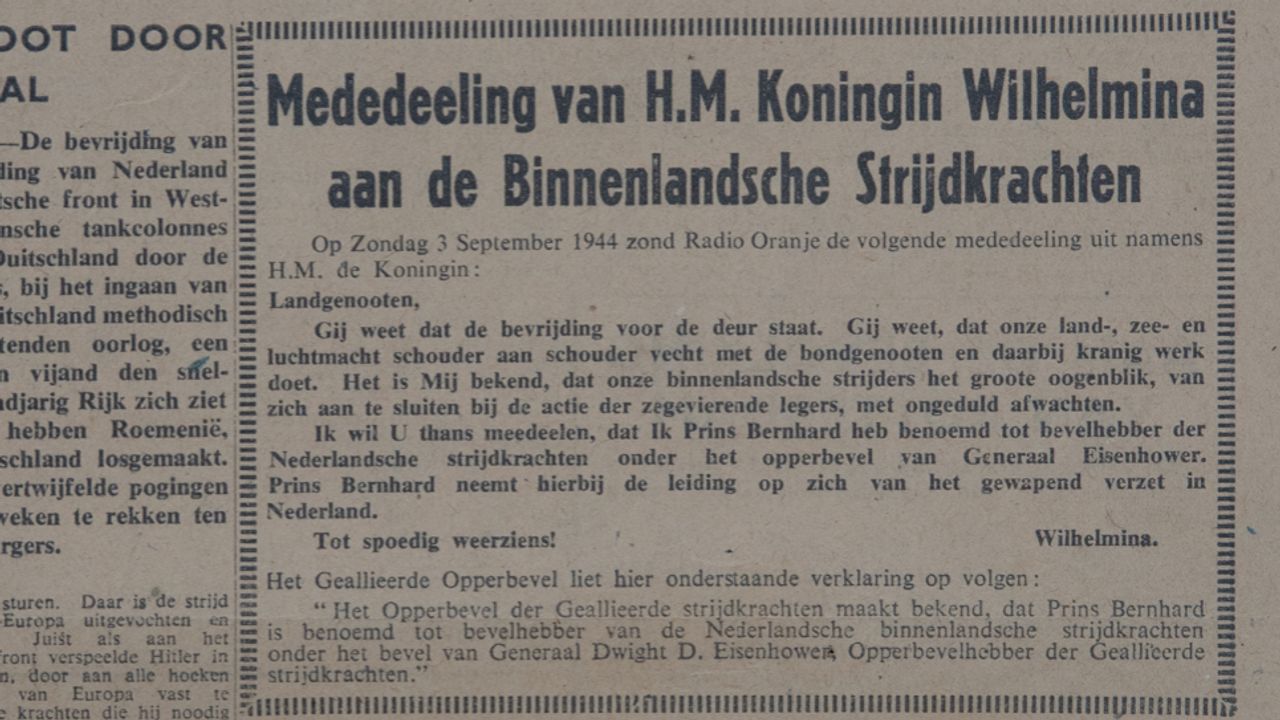 OOT DOOR
AL
—De bevrijding van
ding van Nederland
tsche front in West-
nsche tankcolonnes
Duitschland door de
s, bij het ingaan van
itschland methodisch
tenden oorlog, een
n vijand den snel-
ndjarig Rijk zich ziet
hebben Roemenië,
schland losgemaakt.
ertwijfelde pogingen
weken te rekken ten
rgers.
sturen. Daar is de strijd
Europa uitgevochten en
Juist als aan het
front verspeelde Hitler in
n, door aan alle hoeken
van Europa vast te
e krachten die hij noodig
Mededeeling van H.M. Koningin Wilhelmina
aan de Binnenlandsche Strijdkrachten
Op Zondag 3 September 1944 zond Radio Oranje de volgende mededeeling uit namens
H.M. de Koningin:
Landgenooten,
Gij weet dat de bevrijding voor de deur staat. Gij weet, dat onze land-, zee- en
luchtmacht schouder aan schouder vecht met de bondgenooten en daarbij kranig werk
doet. Het is Mij bekend, dat onze binnenlandsche strijders het groote oogenblik, van
zich aan te sluiten bij de actie der zegevierende legers, met ongeduld afwachten.
Ik wil U thans meedeelen, dat Ik Prins Bernhard heb benoemd tot bevelhebber der
Nederlandsche strijdkrachten onder het opperbevel van Generaal Eisenhower.
Prins Bernhard neemt hierbij de leiding op zich van het gewapend verzet in
Nederland.
Tot spoedig weerziens! Wilhelmina.
Het Geallieerde Opperbevel liet hier onderstaande verklaring op volgen:
“Het Opperbevel der Geallieerde strijdkrachten maakt bekend, dat Prins Bernhard
is benoemd tot bevelhebber van de Nederlandsche binnenlandsche strijdkrachten
onder het bevel van Generaal Dwight D. Eisenhower, Opperbevelhebber der Geallieerde
strijdkrachten.”